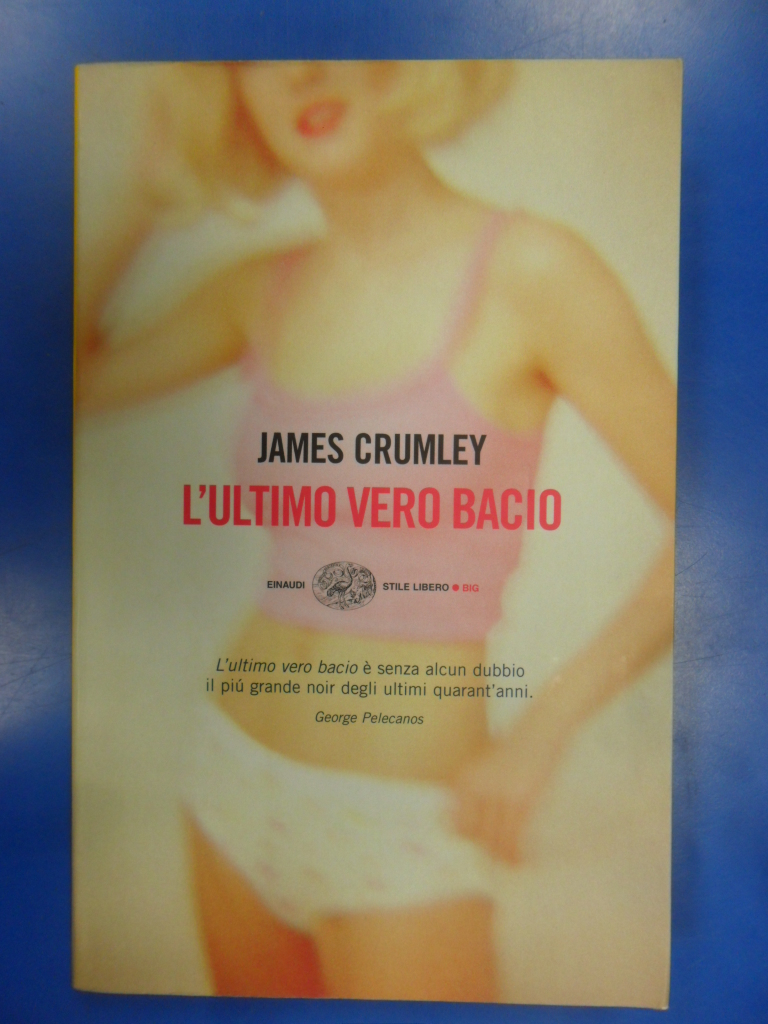 JAMES CRUMLEY
L'ULTIMO VERO BACIO
EINAUDI STILE LIBERO ● BIG
L'ultimo vero bacio è senza alcun dubbio
il piú grande noir degli ultimi quarant'anni.
George Pelecanos